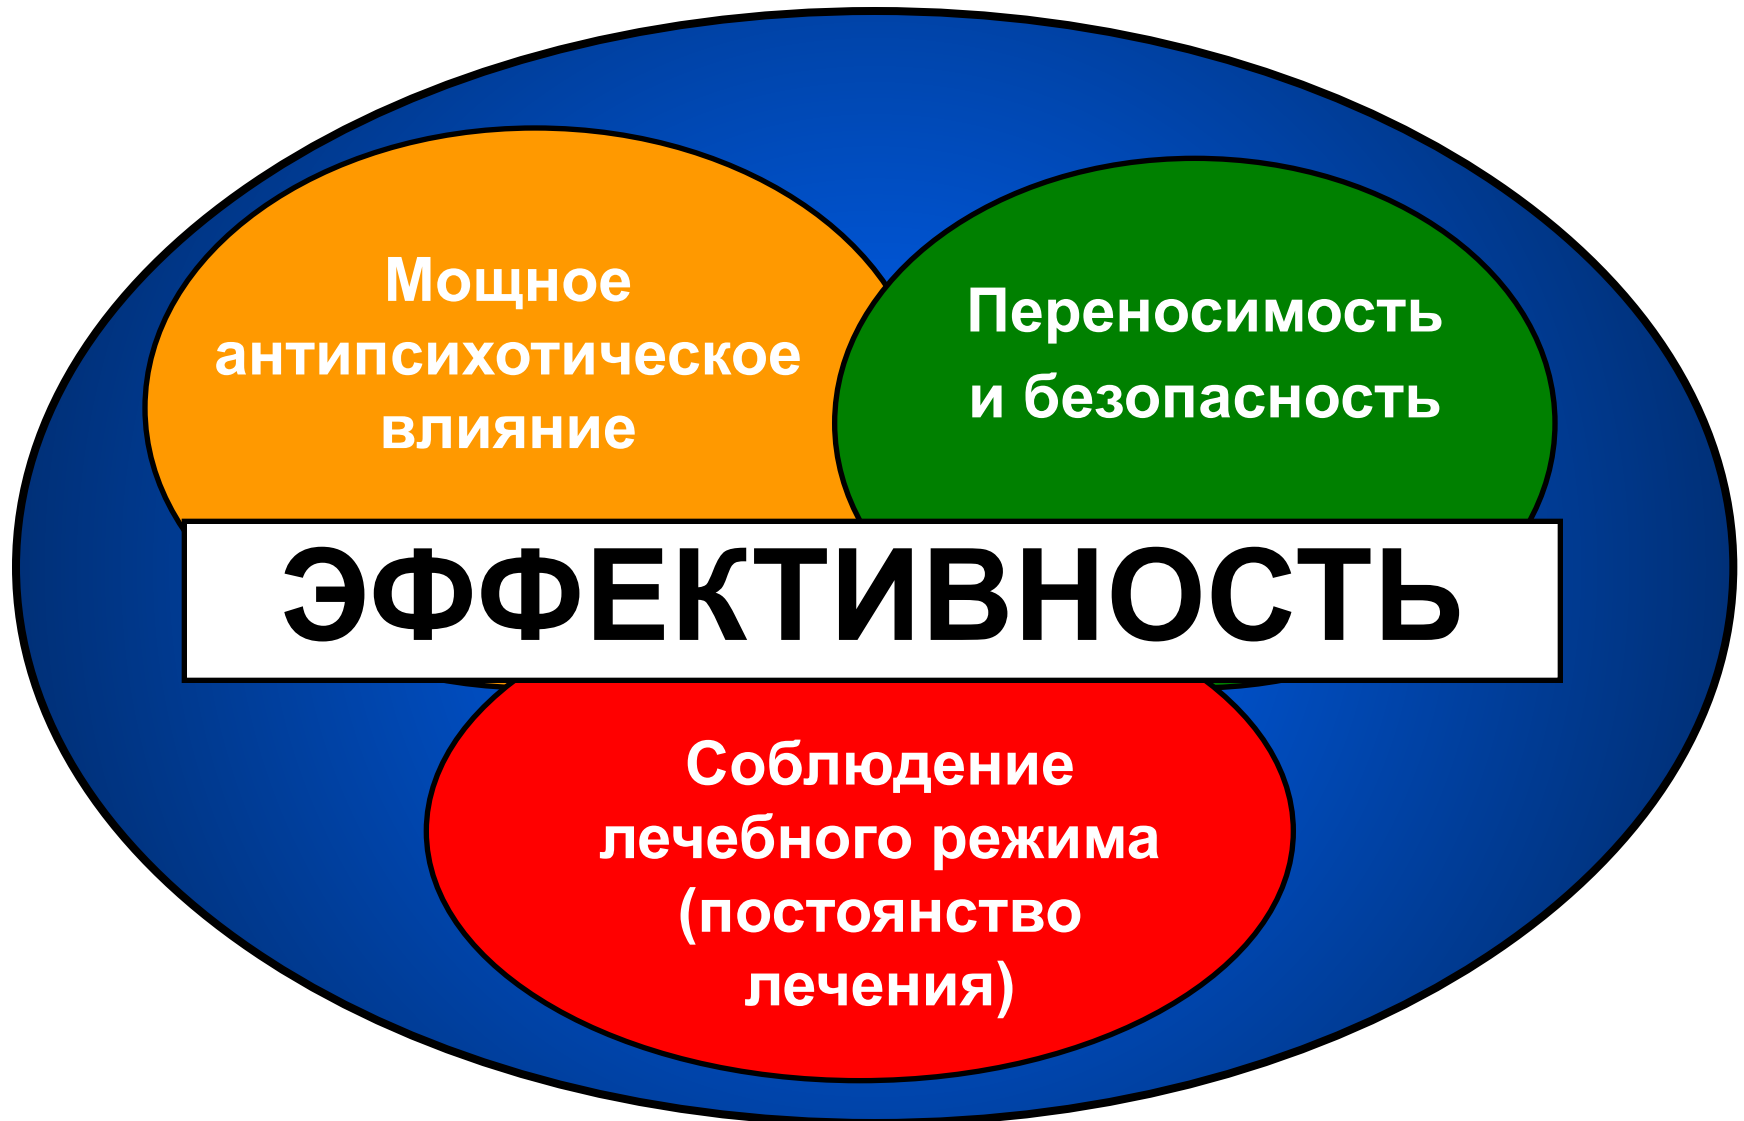 Мощное
антипсихотическое
влияние
Переносимость
и безопасность
ЭФФЕКТИВНОСТЬ
Соблюдение
лечебного режима
(постоянство
лечения)